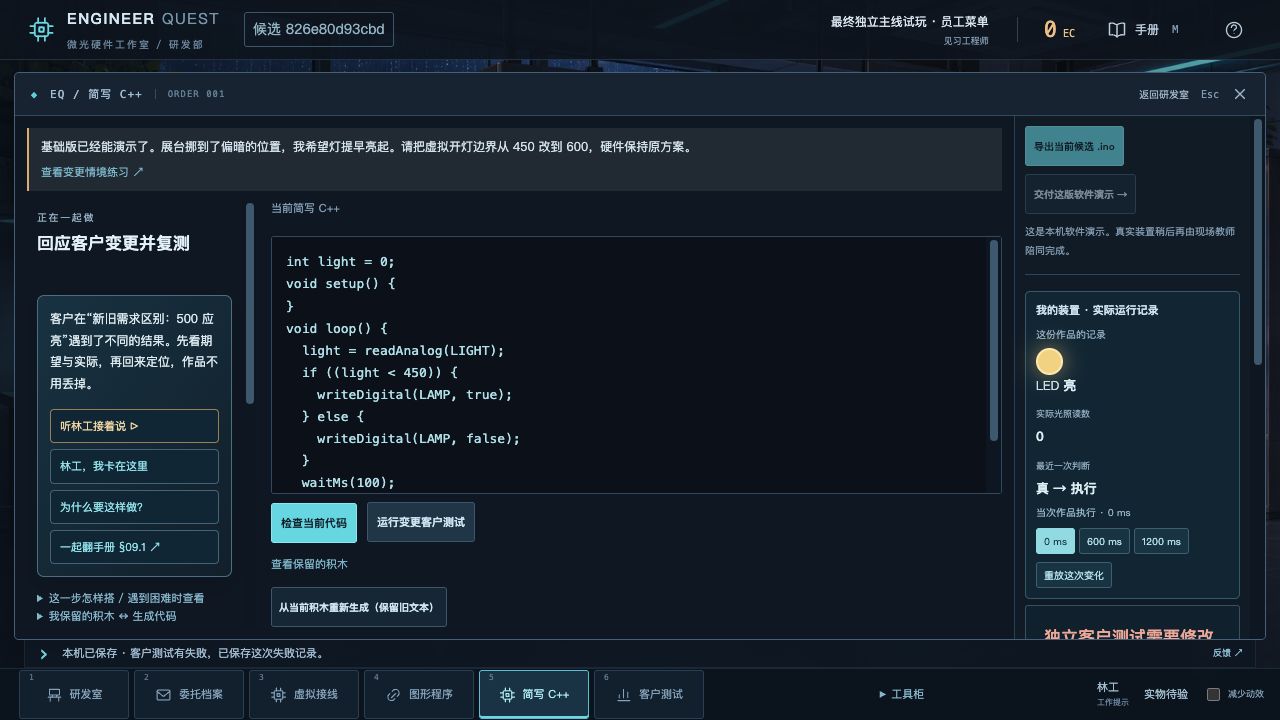 ENGINEER QUEST
微光硬件工作室 / 研发部
候选 826e80d93cbd
最终独立主线试玩 · 员工菜单
见习工程师
0 EC
手册 M
?
EQ / 简写 C++
ORDER 001
返回研发室 Esc
基础版已经能演示了。展台挪到了偏暗的位置，我希望灯提早亮起。请把虚拟开灯边界从 450 改到 600，硬件保持原方案。
查看变更情境练习 ↗
正在一起做
回应客户变更并复测
客户在“新旧需求区别：500 应
亮”遇到了不同的结果。先看期
望与实际，再回来定位，作品不
用丢掉。
听林工接着说 ▷
林工，我卡在这里
为什么要这样做？
一起翻手册 §09.1 ↗
▶ 这一步怎样搭 / 遇到困难时查看
▶ 我保留的积木 ↔ 生成代码
当前简写 C++
int light = 0;
void setup() {
}
void loop() {
light = readAnalog(LIGHT);
if ((light < 450)) {
writeDigital(LAMP, true);
} else {
writeDigital(LAMP, false);
}
waitMs(100);
检查当前代码
运行变更客户测试
查看保留的积木
从当前积木重新生成（保留旧文本）
导出当前候选 .ino
交付这版软件演示 →
这是本机软件演示。真实装置稍后再由现场教师
陪同完成。
我的装置 · 实际运行记录
这份作品的记录
LED 亮
实际光照读数
0
最近一次判断
真 → 执行
当次作品执行 · 0 ms
0 ms
600 ms
1200 ms
重放这次变化
独立客户测试需要修改
本机已保存 · 客户测试有失败，已保存这次失败记录。
反馈 ↗
1 研发室
2 委托档案
3 虚拟接线
4 图形程序
5 简写 C++
6 客户测试
▶ 工具柜
林工
工作提示
实物待验
减少动效